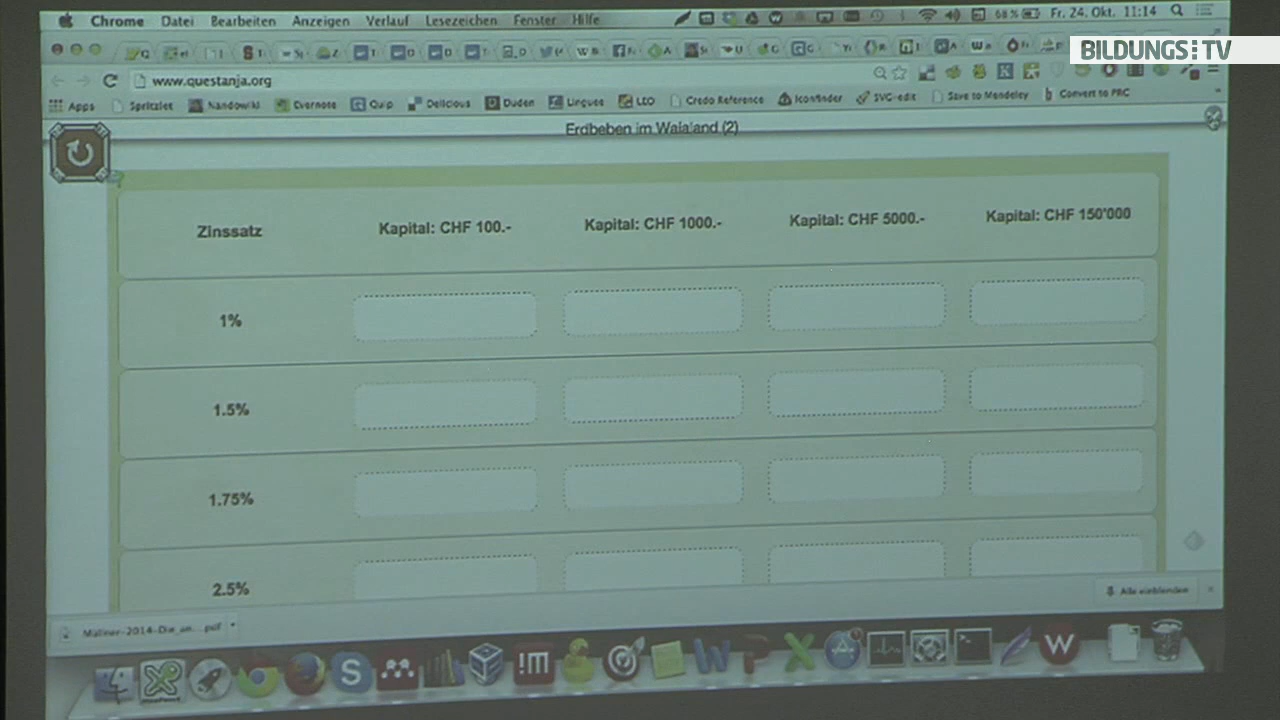 Chrome Datei Bearbeiten Anzeigen Verlauf Lesezeichen Fenster Hilfe 68 % Fr. 24. Okt. 11:14
BILDUNGS:TV
www.questanja.org
Apps Spritzlet Nandowiki Evernote Quip Delicious Duden Linguee LEO Credo Reference Iconfinder SVG-edit Save to Mendeley Convert to PRC
Erdbeben im Waialand (2)
Zinssatz Kapital: CHF 100.- Kapital: CHF 1000.- Kapital: CHF 5000.- Kapital: CHF 150'000
1%
1.5%
1.75%
2.5%
Alle einblenden